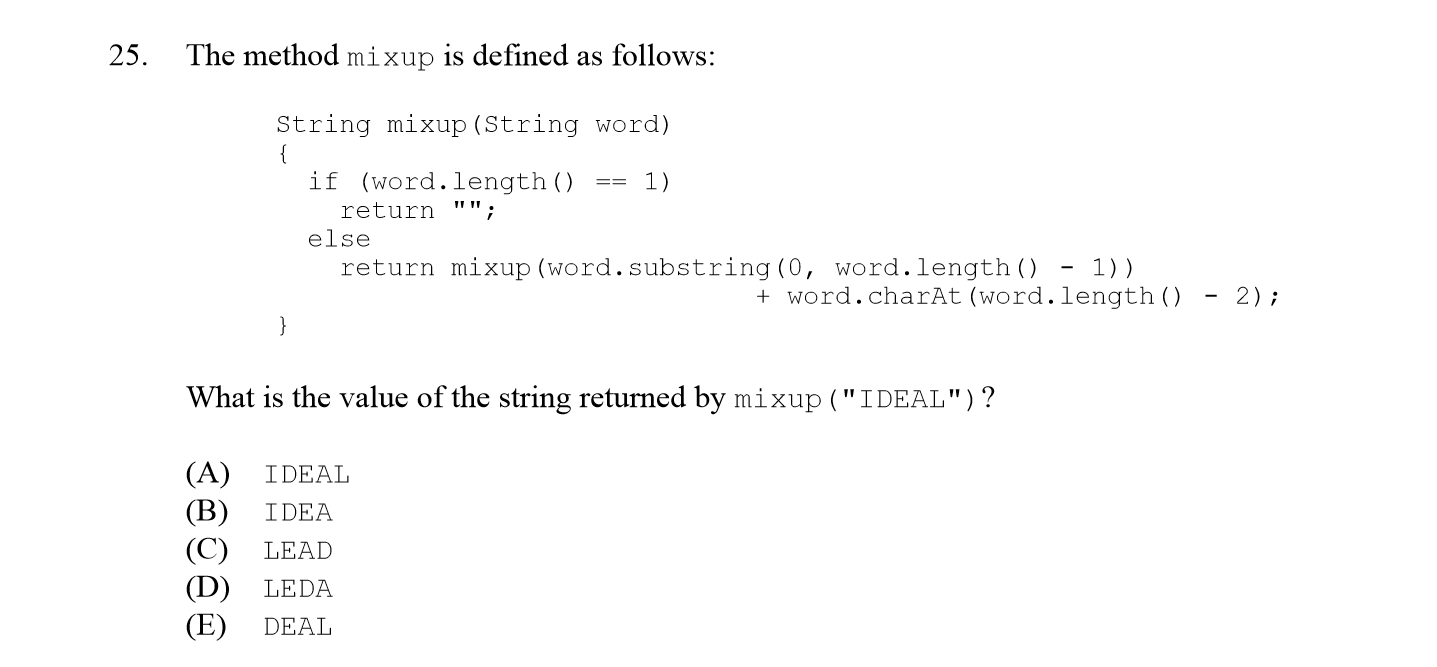 25. The method mixup is defined as follows:
String mixup(String word)
{
if (word.length() == 1)
return "";
else
return mixup(word.substring(0, word.length() - 1))
+ word.charAt(word.length() - 2);
}
What is the value of the string returned by mixup("IDEAL")?
(A) IDEAL
(B) IDEA
(C) LEAD
(D) LEDA
(E) DEAL